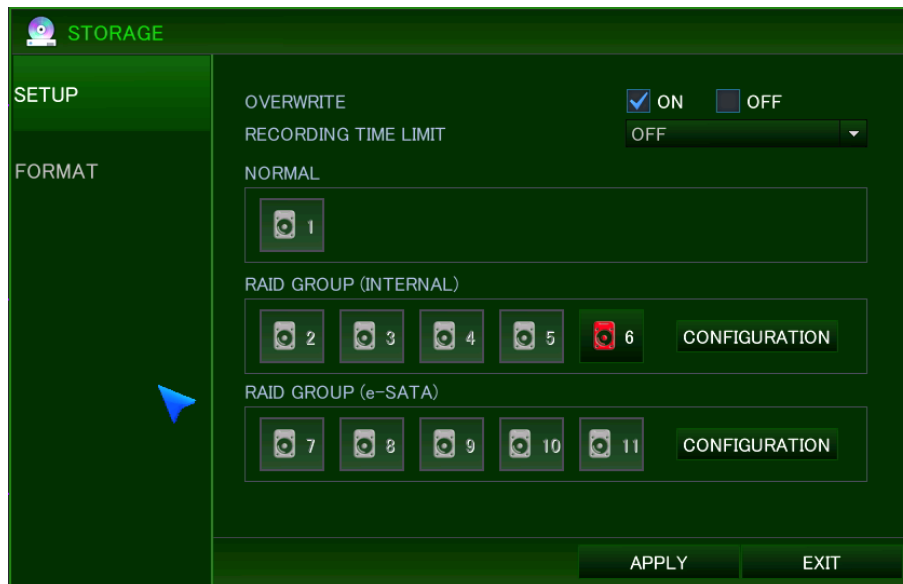 STORAGE
SETUP
FORMAT
OVERWRITE ON OFF
RECORDING TIME LIMIT OFF
NORMAL
1
RAID GROUP (INTERNAL)
2 3 4 5 6 CONFIGURATION
RAID GROUP (e-SATA)
7 8 9 10 11 CONFIGURATION
APPLY EXIT